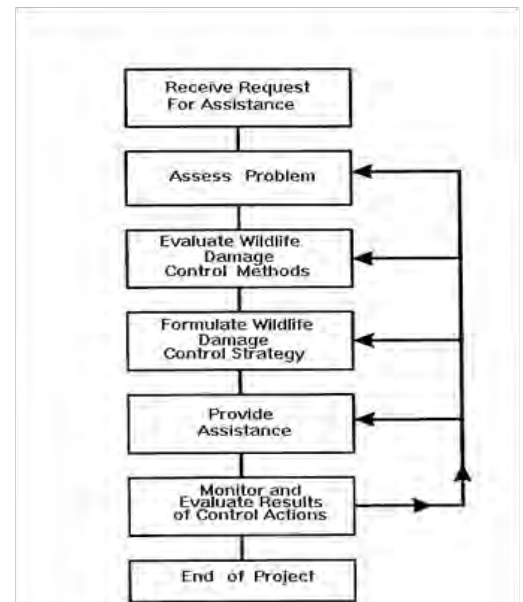 Receive Request
For Assistance
Assess Problem
Evaluate Wildlife
Damage
Control Methods
Formulate Wildlife
Damage
Control Strategy
Provide
Assistance
Monitor and
Evaluate Results
of Control Actions
End of Project